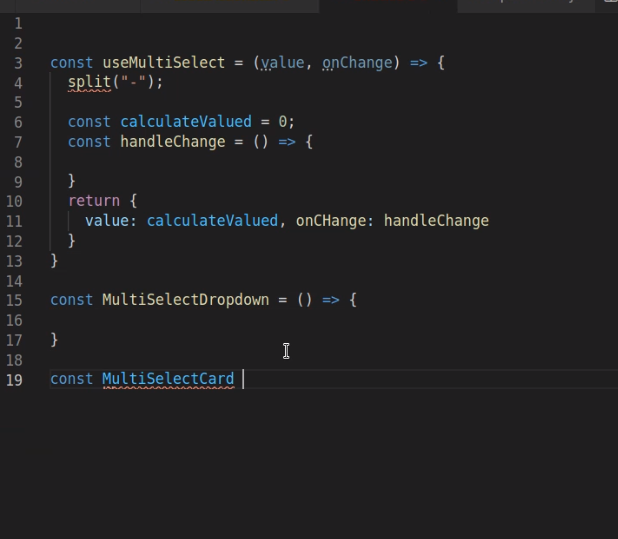 1
2
3 const useMultiSelect = (value, onChange) => {
4 split("-");
5
6 const calculateValued = 0;
7 const handleChange = () => {
8
9 }
10 return {
11 value: calculateValued, onCHange: handleChange
12 }
13 }
14
15 const MultiSelectDropdown = () => {
16
17 }
18
19 const MultiSelectCard